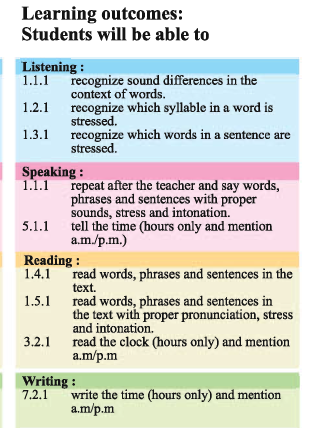 Learning outcomes:
Students will be able to
Listening :
1.1.1 recognize sound differences in the
context of words.
1.2.1 recognize which syllable in a word is
stressed.
1.3.1 recognize which words in a sentence are
stressed.
Speaking :
1.1.1 repeat after the teacher and say words,
phrases and sentences with proper
sounds, stress and intonation.
5.1.1 tell the time (hours only and mention
a.m./p.m.)
Reading :
1.4.1 read words, phrases and sentences in the
text.
1.5.1 read words, phrases and sentences in
the text with proper pronunciation, stress
and intonation.
3.2.1 read the clock (hours only) and mention
a.m/p.m
Writing :
7.2.1 write the time (hours only) and mention
a.m/p.m